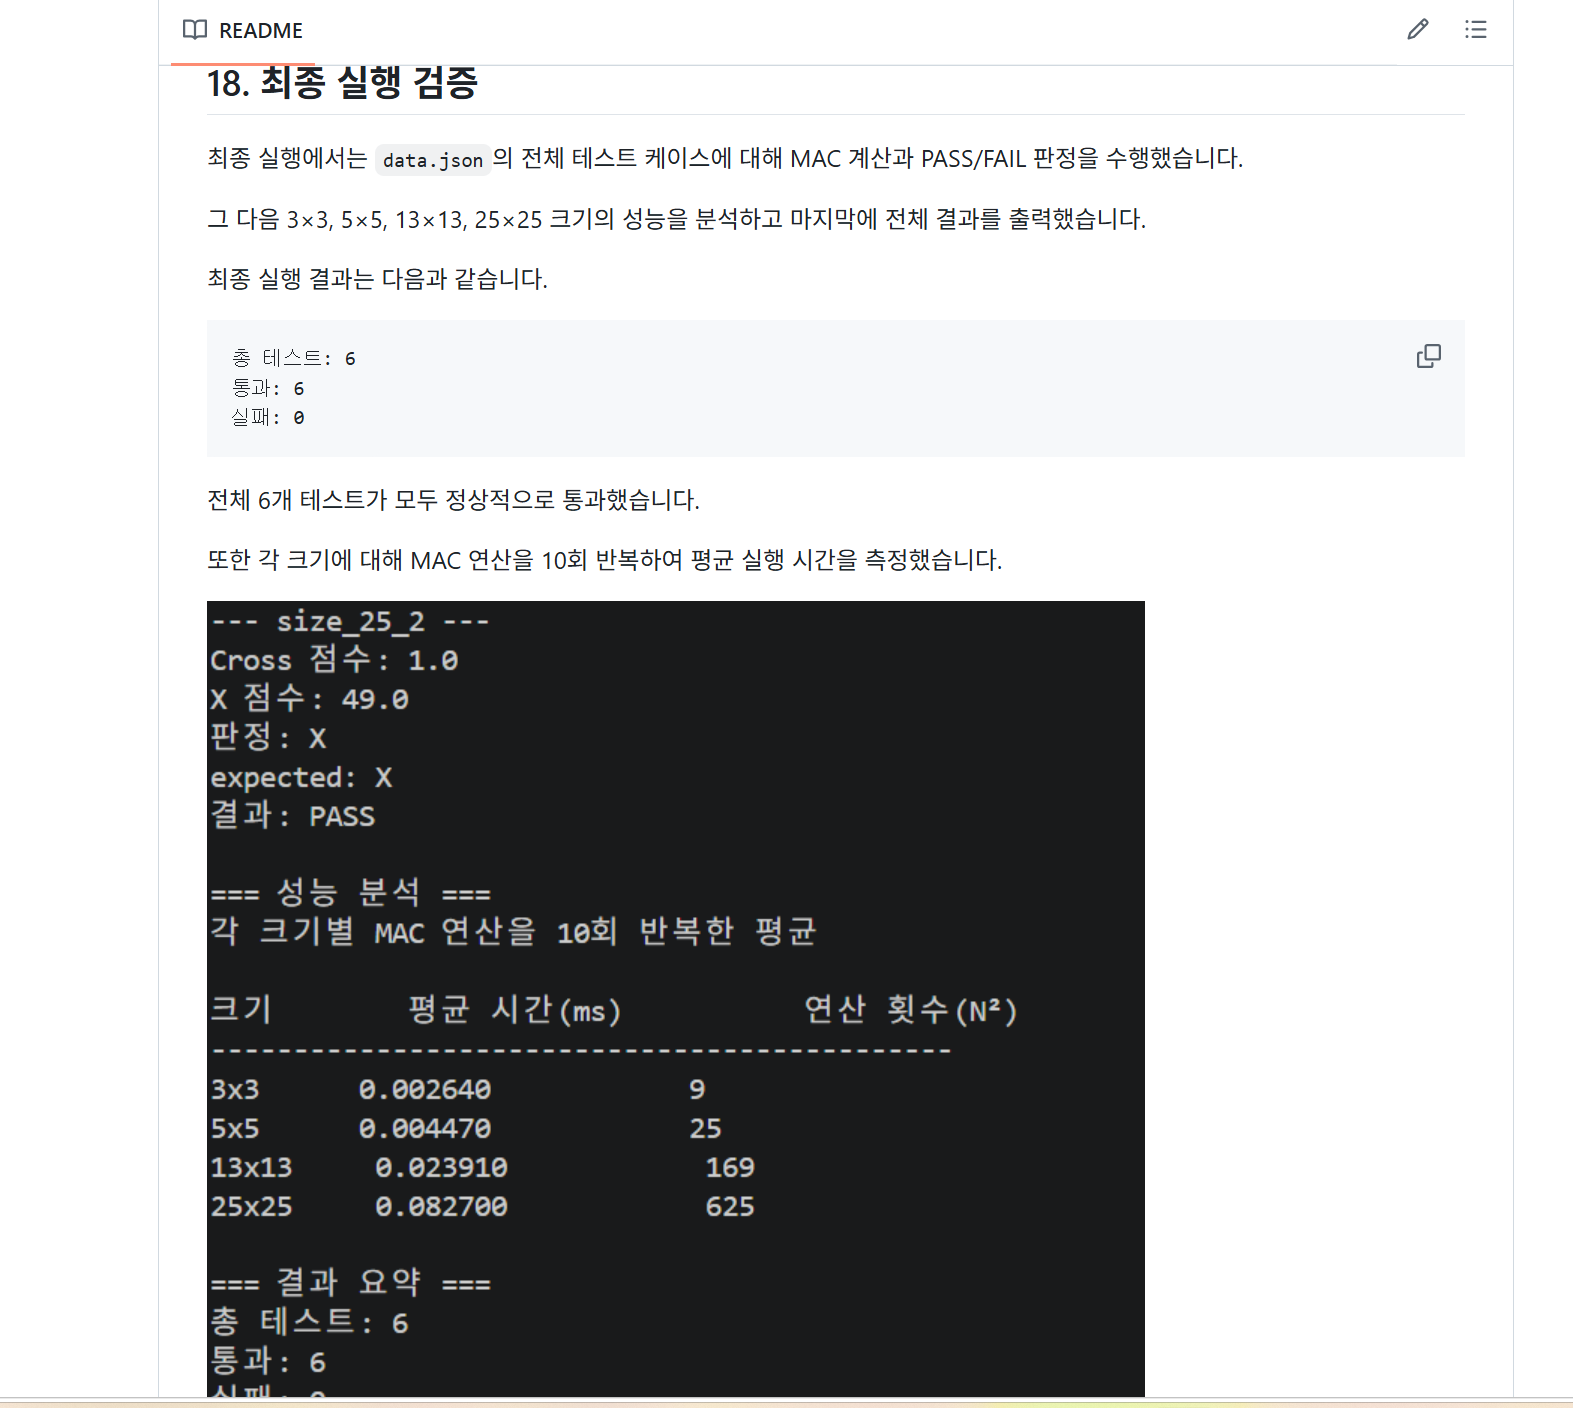 README
18. 최종 실행 검증
최종 실행에서는 data.json의 전체 테스트 케이스에 대해 MAC 계산과 PASS/FAIL 판정을 수행했습니다.
그 다음 3×3, 5×5, 13×13, 25×25 크기의 성능을 분석하고 마지막에 전체 결과를 출력했습니다.
최종 실행 결과는 다음과 같습니다.
총 테스트: 6
통과: 6
실패: 0
전체 6개 테스트가 모두 정상적으로 통과했습니다.
또한 각 크기에 대해 MAC 연산을 10회 반복하여 평균 실행 시간을 측정했습니다.
--- size_25_2 ---
Cross 점수: 1.0
X 점수: 49.0
판정: X
expected: X
결과: PASS
=== 성능 분석 ===
각 크기별 MAC 연산을 10회 반복한 평균
크기 평균 시간(ms) 연산 횟수(N²)
---------------------------------------------
3x3 0.002640 9
5x5 0.004470 25
13x13 0.023910 169
25x25 0.082700 625
=== 결과 요약 ===
총 테스트: 6
통과: 6
실패: 0